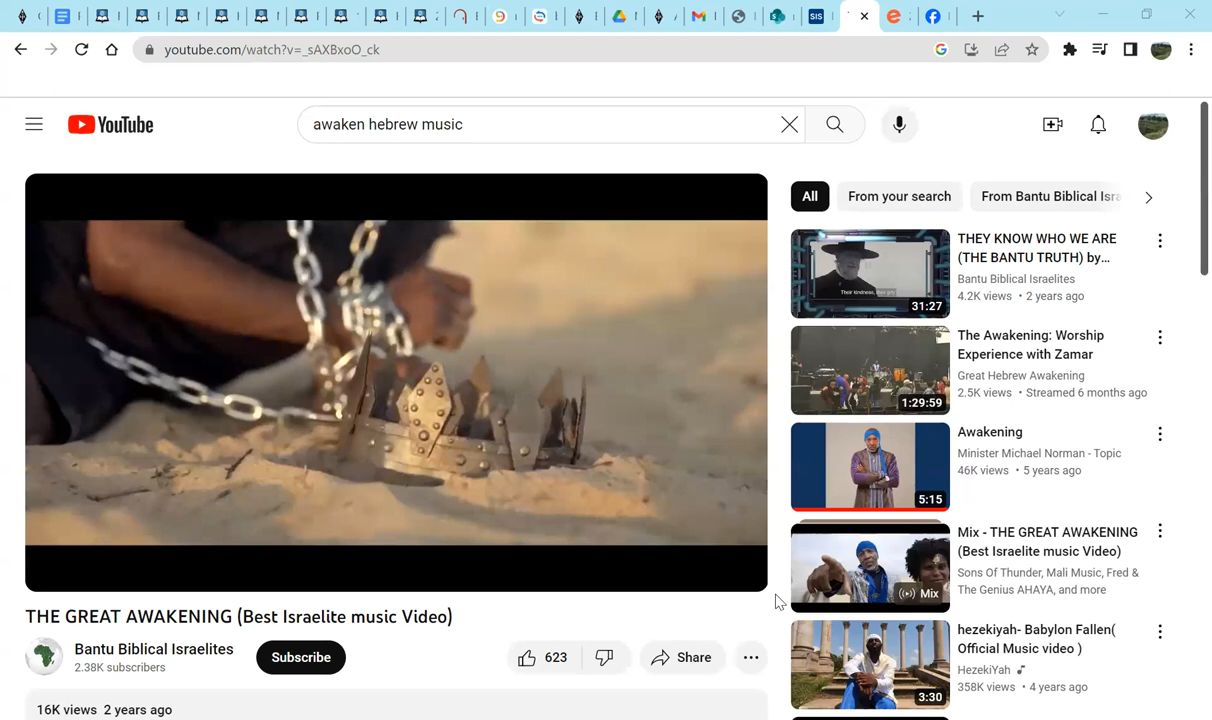 youtube.com/watch?v=_sAXBxoO_ck
SIS
YouTube
awaken hebrew music
All
From your search
From Bantu Biblical Isra
THEY KNOW WHO WE ARE
(THE BANTU TRUTH) by…
Bantu Biblical Israelites
4.2K views • 2 years ago
31:27
The Awakening: Worship
Experience with Zamar
Great Hebrew Awakening
2.5K views • Streamed 6 months ago
1:29:59
Awakening
Minister Michael Norman - Topic
46K views • 5 years ago
5:15
Mix - THE GREAT AWAKENING
(Best Israelite music Video)
Sons Of Thunder, Mali Music, Fred &
The Genius AHAYA, and more
Mix
hezekiyah- Babylon Fallen(
Official Music video )
HezekiYah
358K views • 4 years ago
3:30
THE GREAT AWAKENING (Best Israelite music Video)
Bantu Biblical Israelites
2.38K subscribers
Subscribe
623
Share
16K views 2 years ago